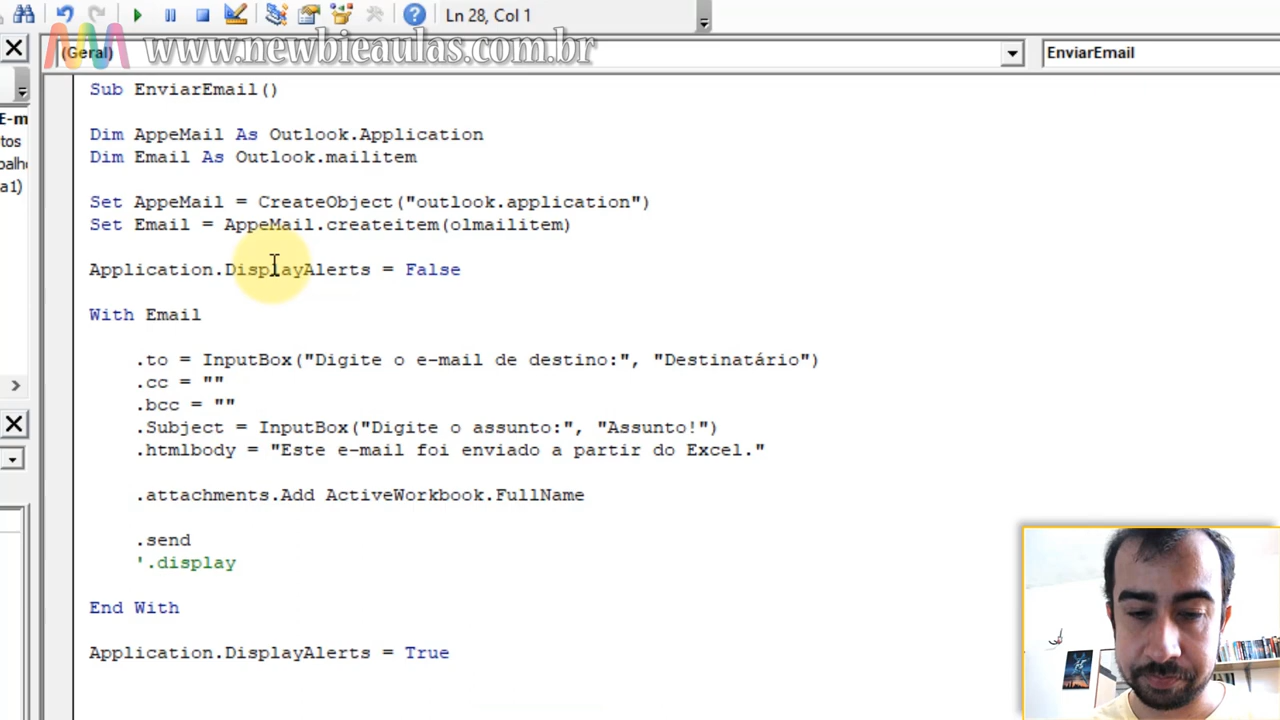 Ln 28, Col 1
www.newbieaulas.com.br
(Geral)
EnviarEmail
E-m
tos
balho
a1)
Sub EnviarEmail()
Dim AppeMail As Outlook.Application
Dim Email As Outlook.mailitem
Set AppeMail = CreateObject("outlook.application")
Set Email = AppeMail.createitem(olmailitem)
Application.DisplayAlerts = False
With Email
.to = InputBox("Digite o e-mail de destino:", "Destinatário")
.cc = ""
.bcc = ""
.Subject = InputBox("Digite o assunto:", "Assunto!")
.htmlbody = "Este e-mail foi enviado a partir do Excel."
.attachments.Add ActiveWorkbook.FullName
.send
'.display
End With
Application.DisplayAlerts = True